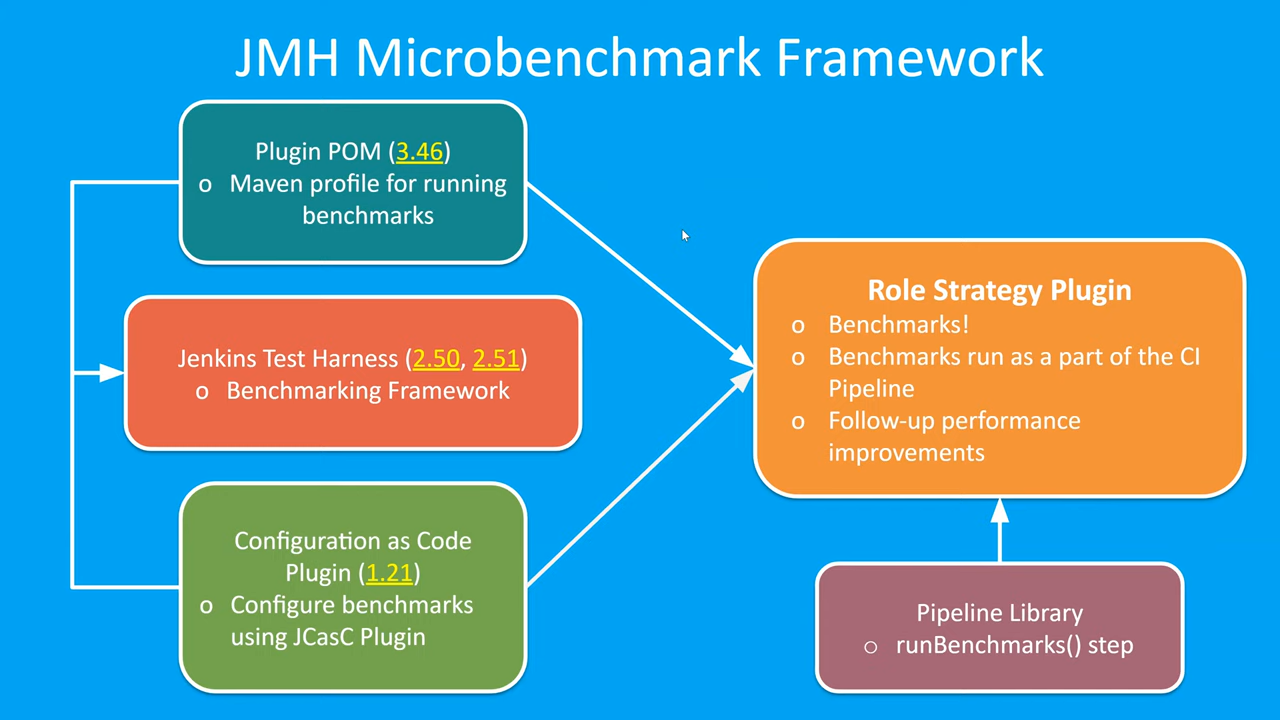 JMH Microbenchmark Framework
Plugin POM (3.46)
o Maven profile for running
benchmarks
Jenkins Test Harness (2.50, 2.51)
o Benchmarking Framework
Configuration as Code
Plugin (1.21)
o Configure benchmarks
using JCasC Plugin
Role Strategy Plugin
o Benchmarks!
o Benchmarks run as a part of the CI
Pipeline
o Follow-up performance
improvements
Pipeline Library
o runBenchmarks() step